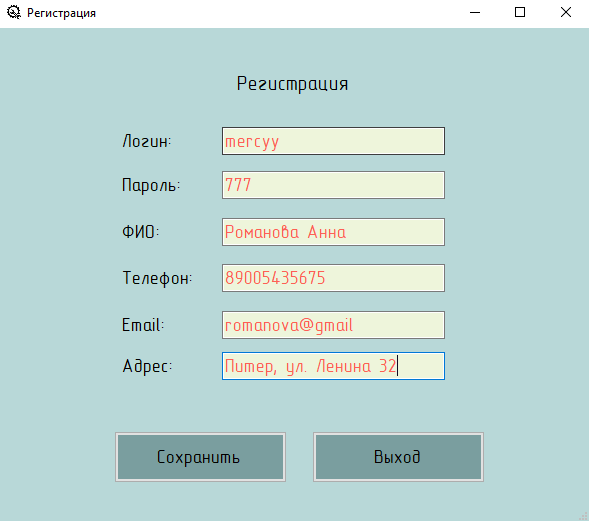 Регистрация
Регистрация
Логин: mercyy
Пароль: 777
ФИО: Романова Анна
Телефон: 89005435675
Email: romanova@gmail
Адрес: Питер, ул. Ленина 32
Сохранить Выход